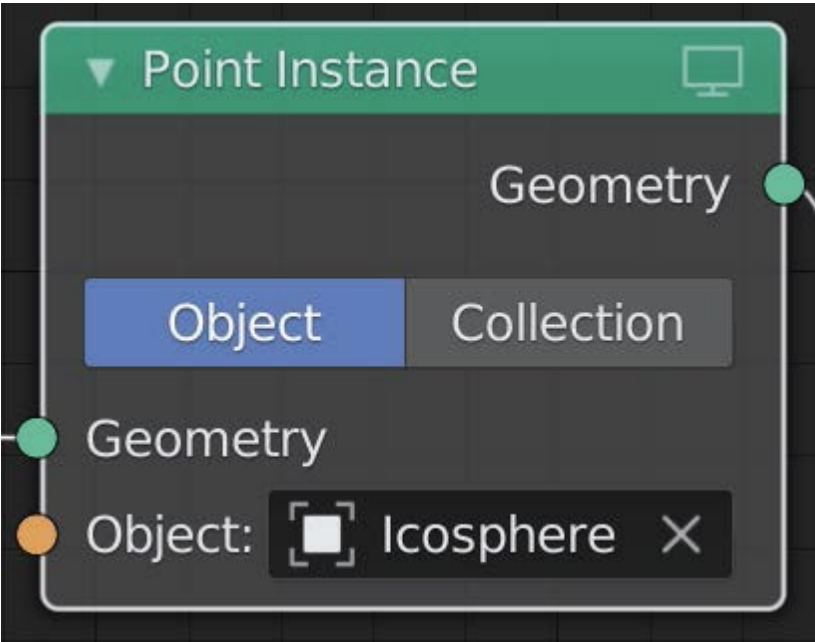 Point Instance
Geometry
Object Collection
Geometry
Object: Icosphere